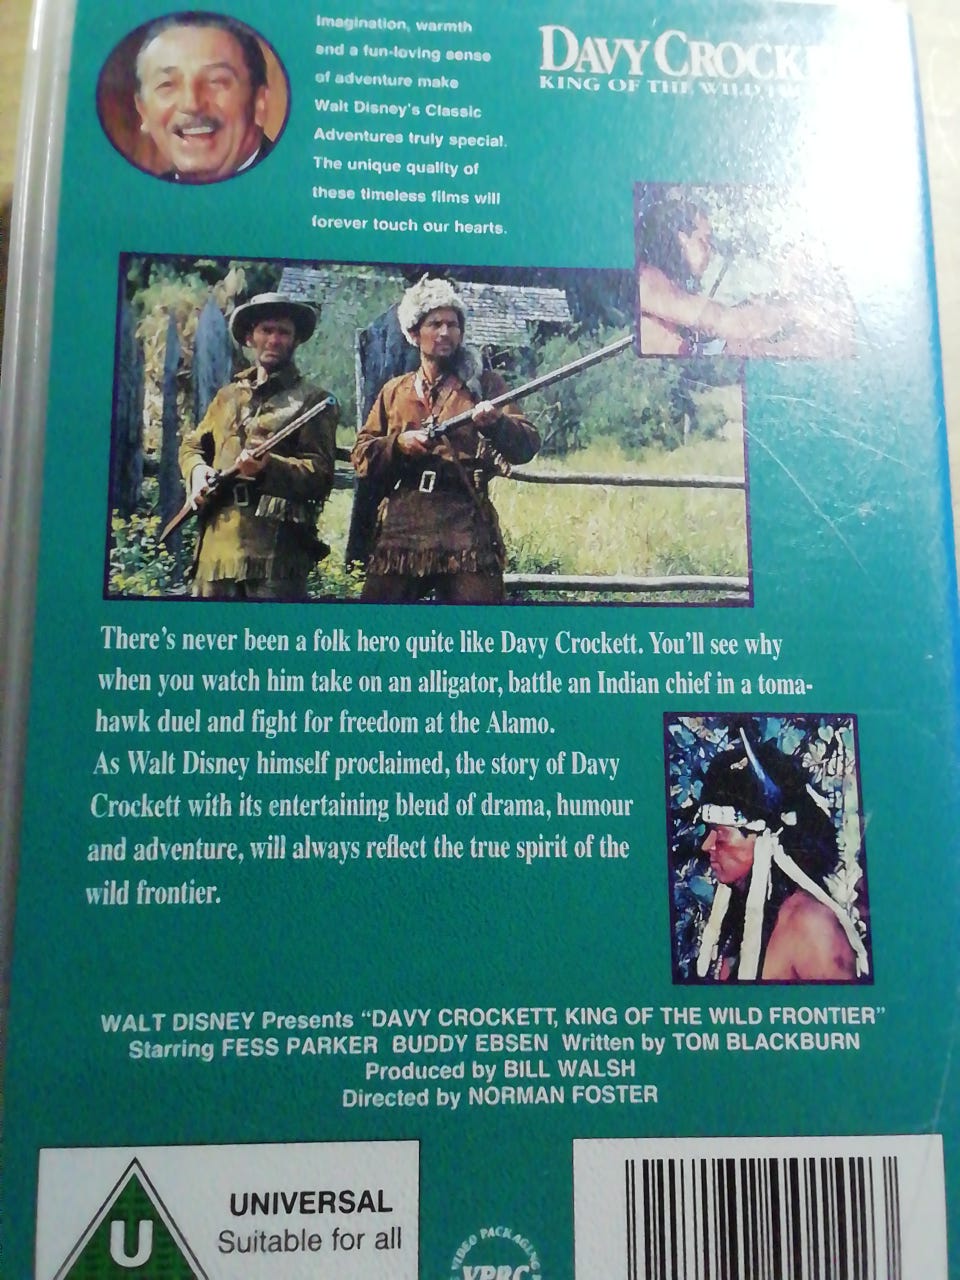 Imagination, warmth
and a fun-loving sense
of adventure make
Walt Disney's Classic
Adventures truly special.
The unique quality of
these timeless films will
forever touch our hearts.
DAVY CROCK
KING OF THE WILD
There's never been a folk hero quite like Davy Crockett. You'll see why
when you watch him take on an alligator, battle an Indian chief in a toma-
hawk duel and fight for freedom at the Alamo.
As Walt Disney himself proclaimed, the story of Davy
Crockett with its entertaining blend of drama, humour
and adventure, will always reflect the true spirit of the
wild frontier.
WALT DISNEY Presents "DAVY CROCKETT, KING OF THE WILD FRONTIER"
Starring FESS PARKER BUDDY EBSEN Written by TOM BLACKBURN
Produced by BILL WALSH
Directed by NORMAN FOSTER
U
UNIVERSAL
Suitable for all
VIDEO PACKAGING
VPRC